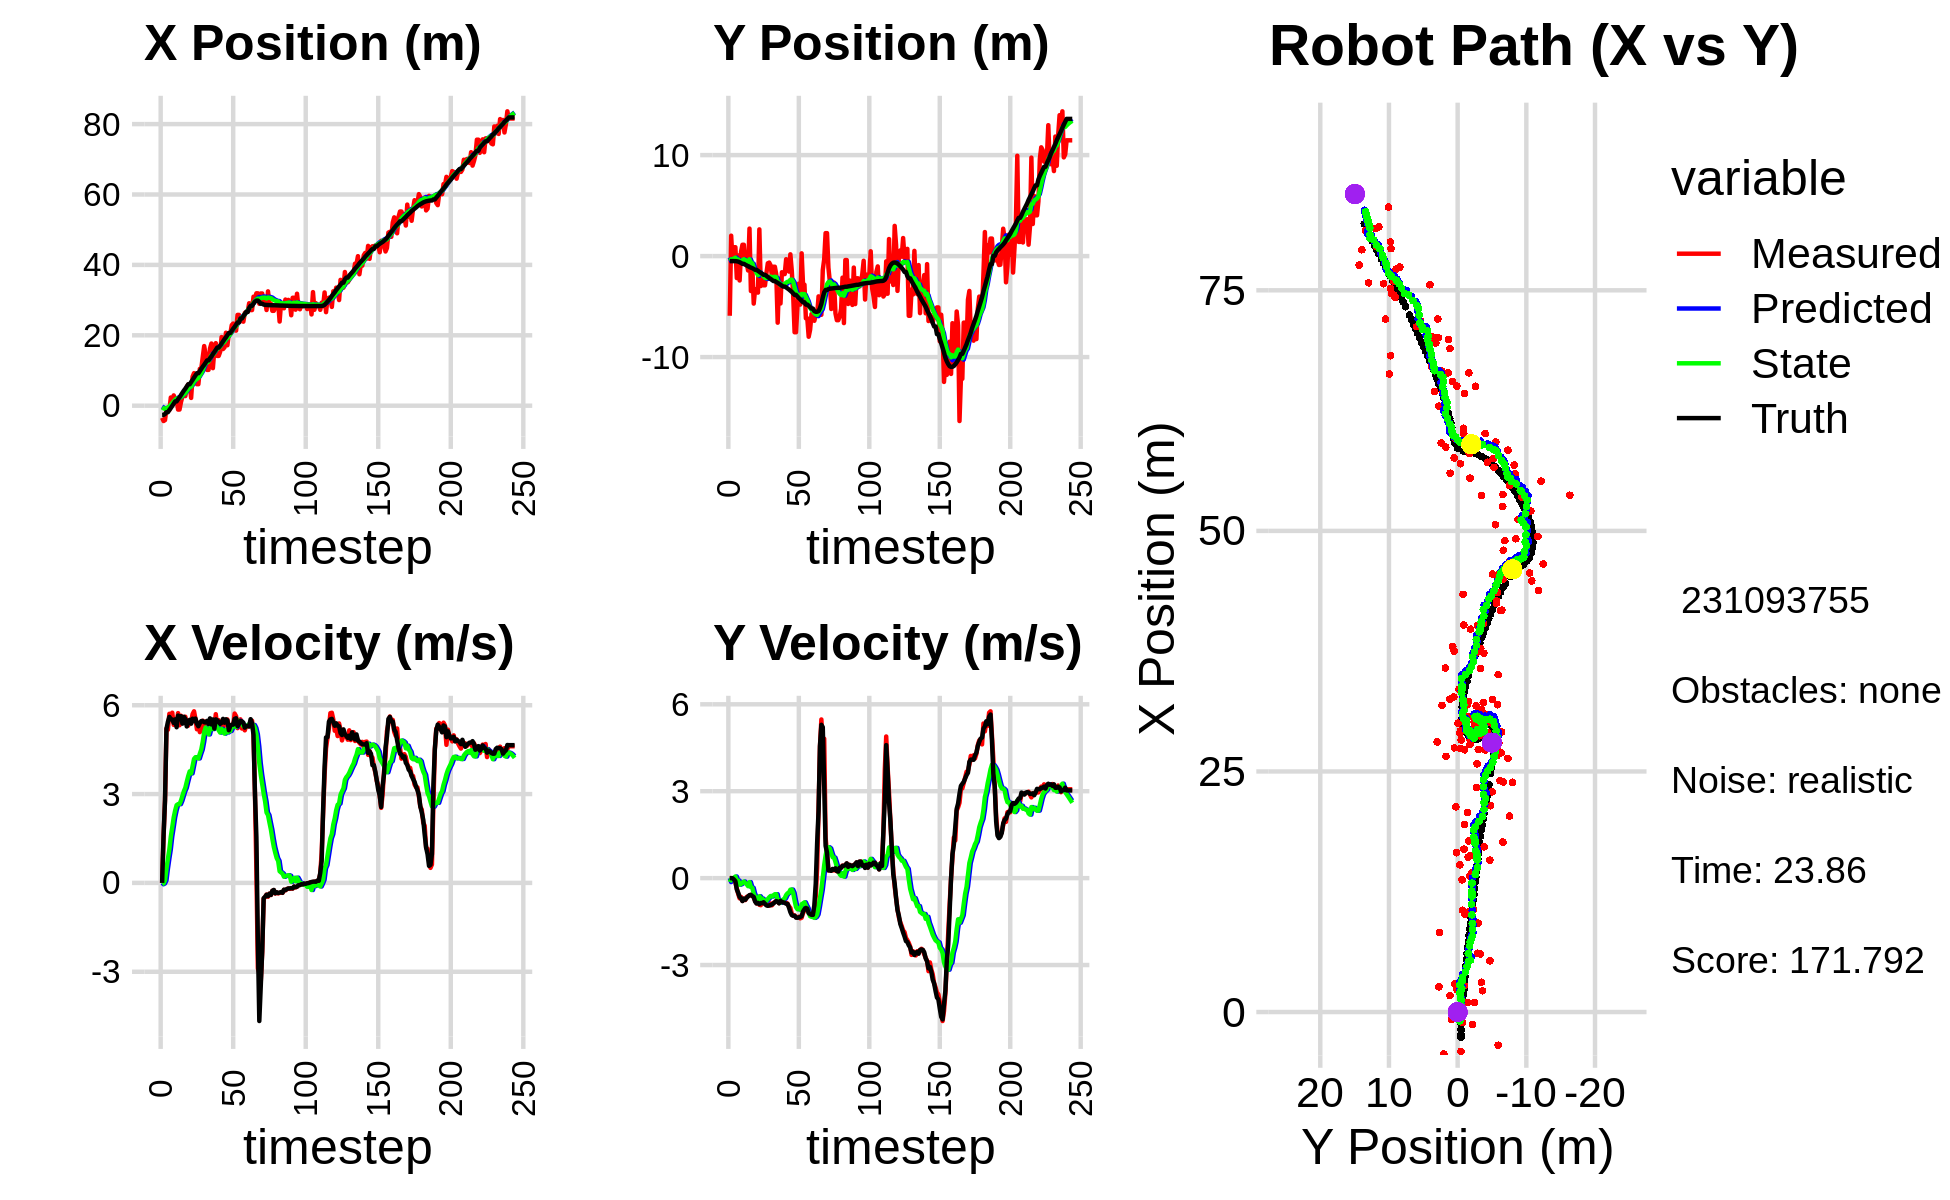 X Position (m)
80
60
40
20
0
0
50
100
150
200
250
timestep
Y Position (m)
10
0
-10
0
50
100
150
200
250
timestep
X Velocity (m/s)
6
3
0
-3
0
50
100
150
200
250
timestep
Y Velocity (m/s)
6
3
0
-3
0
50
100
150
200
250
timestep
Robot Path (X vs Y)
X Position (m)
75
50
25
0
20 10 0 -10 -20
Y Position (m)
variable
Measured
Predicted
State
Truth
231093755
Obstacles: none
Noise: realistic
Time: 23.86
Score: 171.792